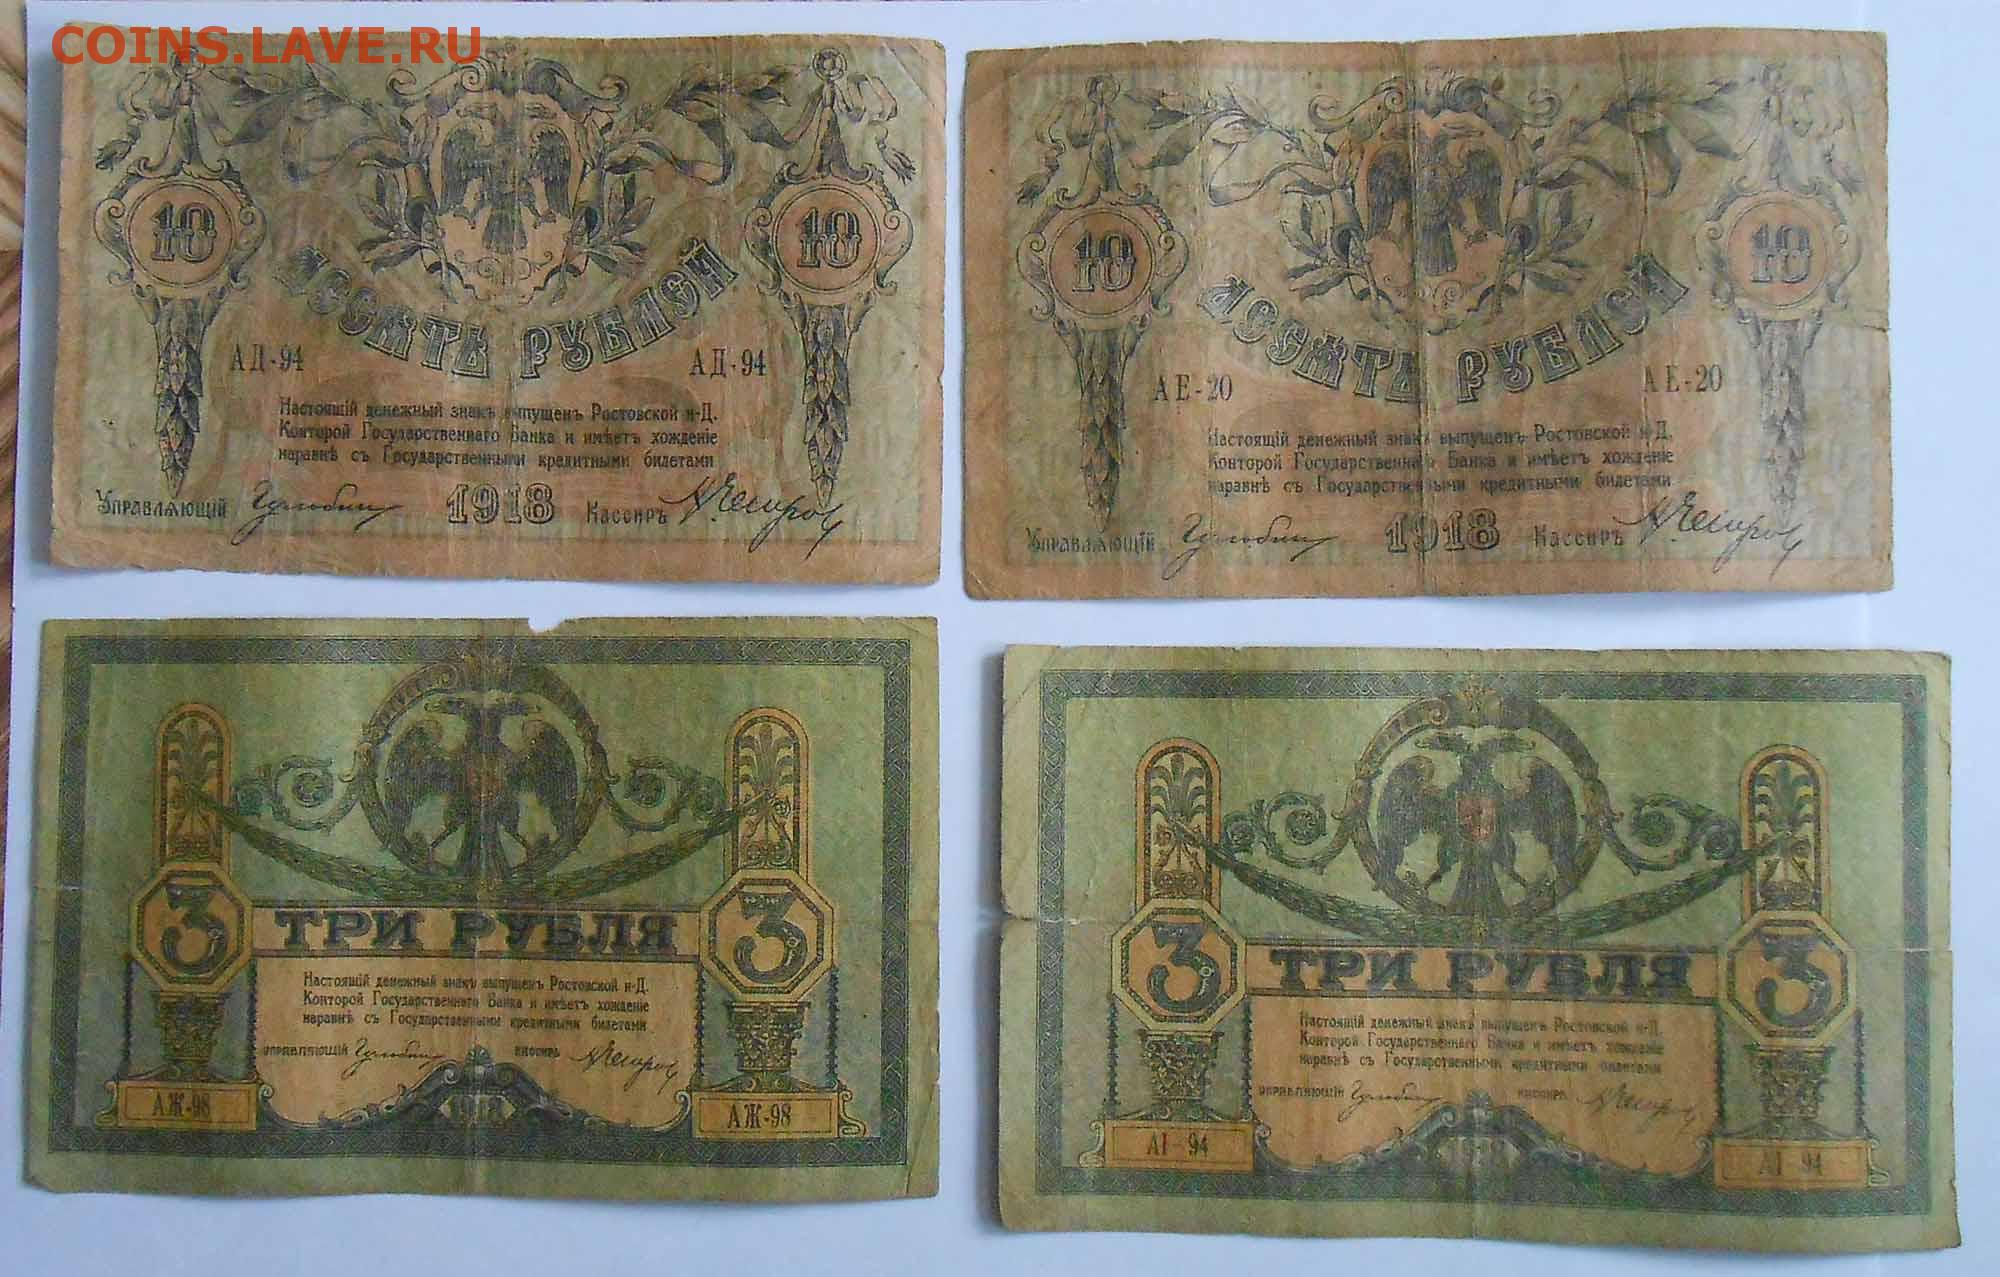 COINS.LAVE.RU
10 10
ДЕСЯТЬ РУБЛЕЙ
АД-94 АД-94
Настоящій денежный знакъ выпущенъ Ростовской н-Д.
Конторой Государственнаго Банка и имѣетъ хожденіе
наравнѣ съ Государственными кредитными билетами
Управляющій 1918 Кассиръ
10 10
ДЕСЯТЬ РУБЛЕЙ
АЕ-20 АЕ-20
Настоящій денежный знакъ выпущенъ Ростовской н-Д.
Конторой Государственнаго Банка и имѣетъ хожденіе
наравнѣ съ Государственными кредитными билетами
Управляющій 1918 Кассиръ
3 ТРИ РУБЛЯ 3
Настоящій денежный знакъ выпущенъ Ростовской н-Д.
Конторой Государственнаго Банка и имѣетъ хожденіе
наравнѣ съ Государственными кредитными билетами
УПРАВЛЯЮЩІЙ КАССИРЪ
АЖ-98 1918 АЖ-98
3 ТРИ РУБЛЯ 3
Настоящій денежный знакъ выпущенъ Ростовской н-Д.
Конторой Государственнаго Банка и имѣетъ хожденіе
наравнѣ съ Государственными кредитными билетами
УПРАВЛЯЮЩІЙ КАССИРЪ
АІ-94 1918 АІ-94